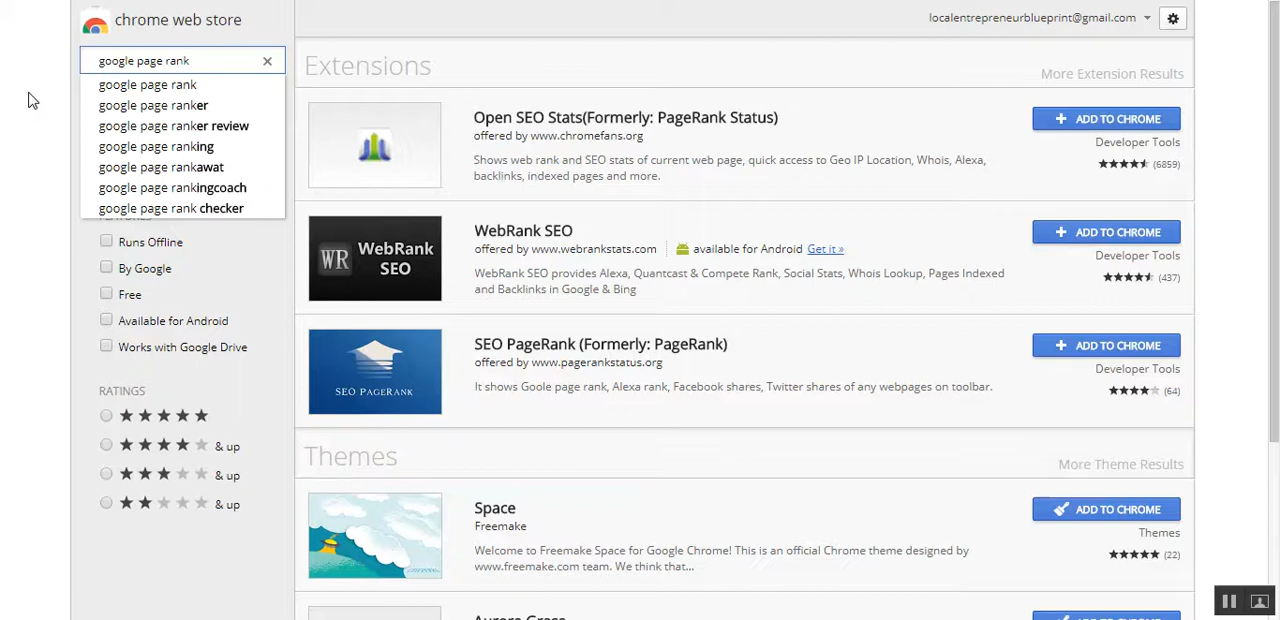 chrome web store
localentrepreneurblueprint@gmail.com
google page rank
google page rank
google page ranker
google page ranker review
google page ranking
google page rankawat
google page rankingcoach
google page rank checker
Runs Offline
By Google
Free
Available for Android
Works with Google Drive
RATINGS
& up
& up
& up
Extensions
More Extension Results
Open SEO Stats(Formerly: PageRank Status)
offered by www.chromefans.org
Shows web rank and SEO stats of current web page, quick access to Geo IP Location, Whois, Alexa,
backlinks, indexed pages and more.
ADD TO CHROME
Developer Tools
(6859)
WR WebRank
SEO
WebRank SEO
offered by www.webrankstats.com available for Android Get it »
WebRank SEO provides Alexa, Quantcast & Compete Rank, Social Stats, Whois Lookup, Pages Indexed
and Backlinks in Google & Bing
ADD TO CHROME
Developer Tools
(437)
SEO PAGERANK
SEO PageRank (Formerly: PageRank)
offered by www.pagerankstatus.org
It shows Goole page rank, Alexa rank, Facebook shares, Twitter shares of any webpages on toolbar.
ADD TO CHROME
Developer Tools
(64)
Themes
More Theme Results
Space
Freemake
Welcome to Freemake Space for Google Chrome! This is an official Chrome theme designed by
www.freemake.com team. We think that...
ADD TO CHROME
Themes
(22)